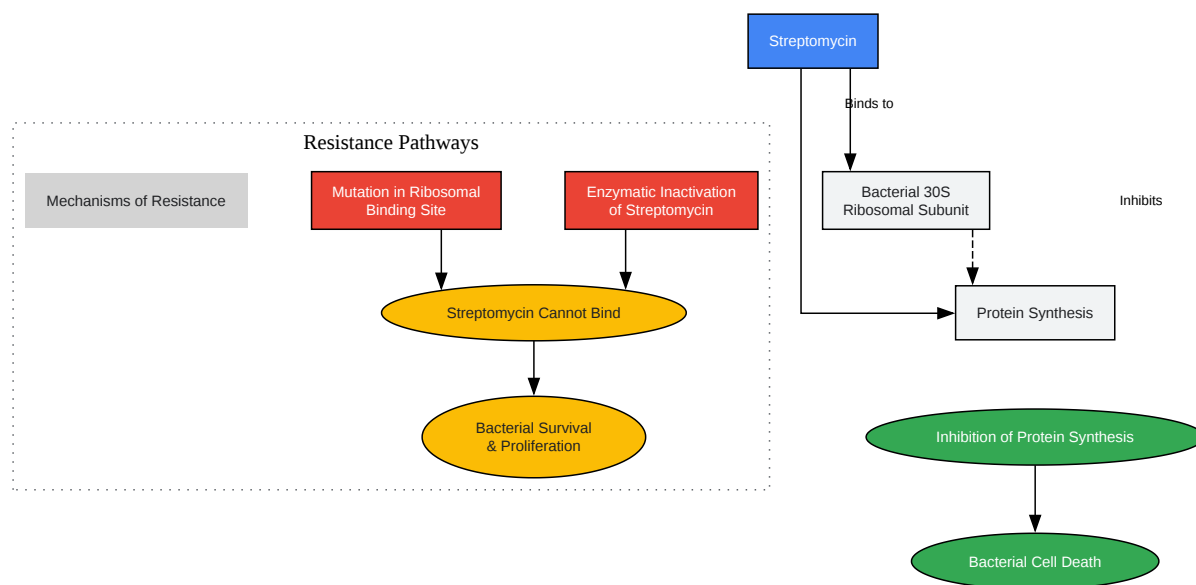 Streptomycin
Binds to
Resistance Pathways
Mechanisms of Resistance
Mutation in Ribosomal
Binding Site
Enzymatic Inactivation
of Streptomycin
Bacterial 30S
Ribosomal Subunit
Inhibits
Streptomycin Cannot Bind
Protein Synthesis
Bacterial Survival
& Proliferation
Inhibition of Protein Synthesis
Bacterial Cell Death